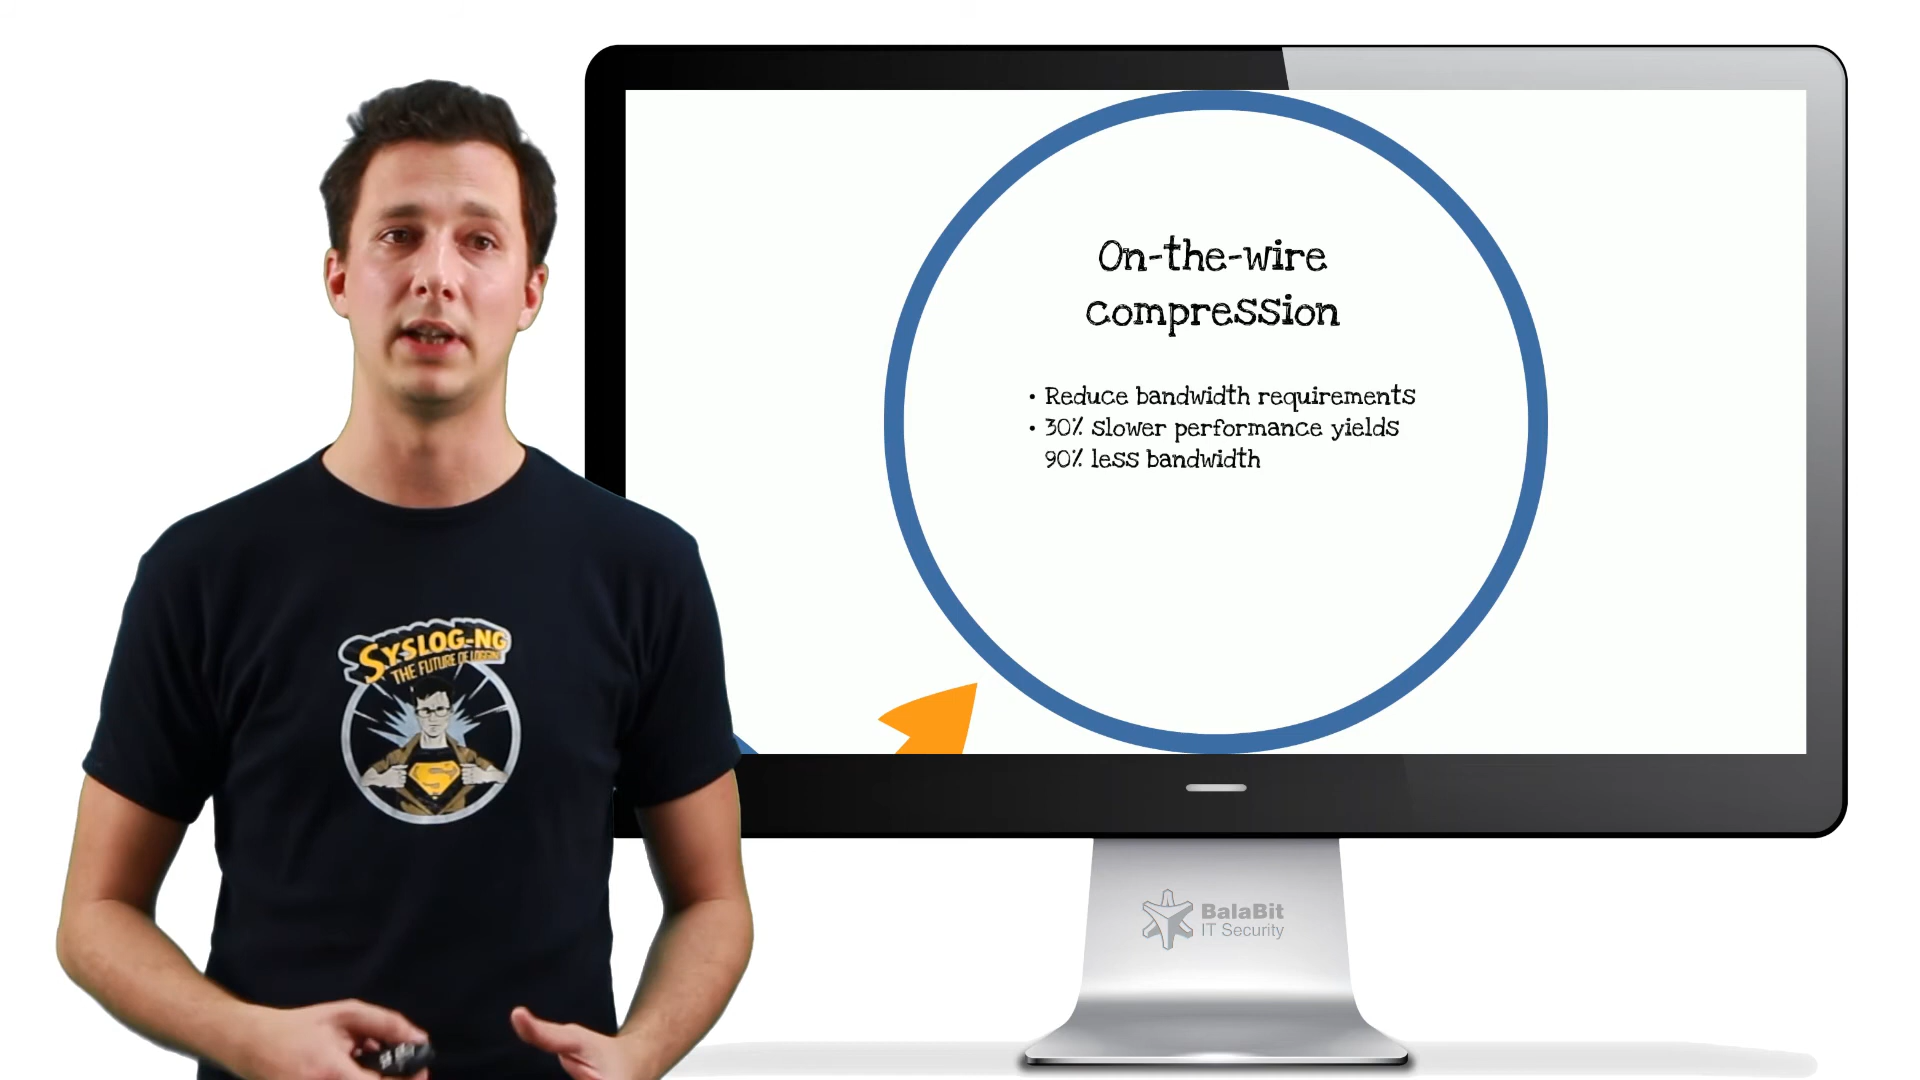 On-the-wire
compression
• Reduce bandwidth requirements
• 30% slower performance yields
90% less bandwidth
SYSLOG-NG
THE FUTURE OF LOGGING
BalaBit
IT Security